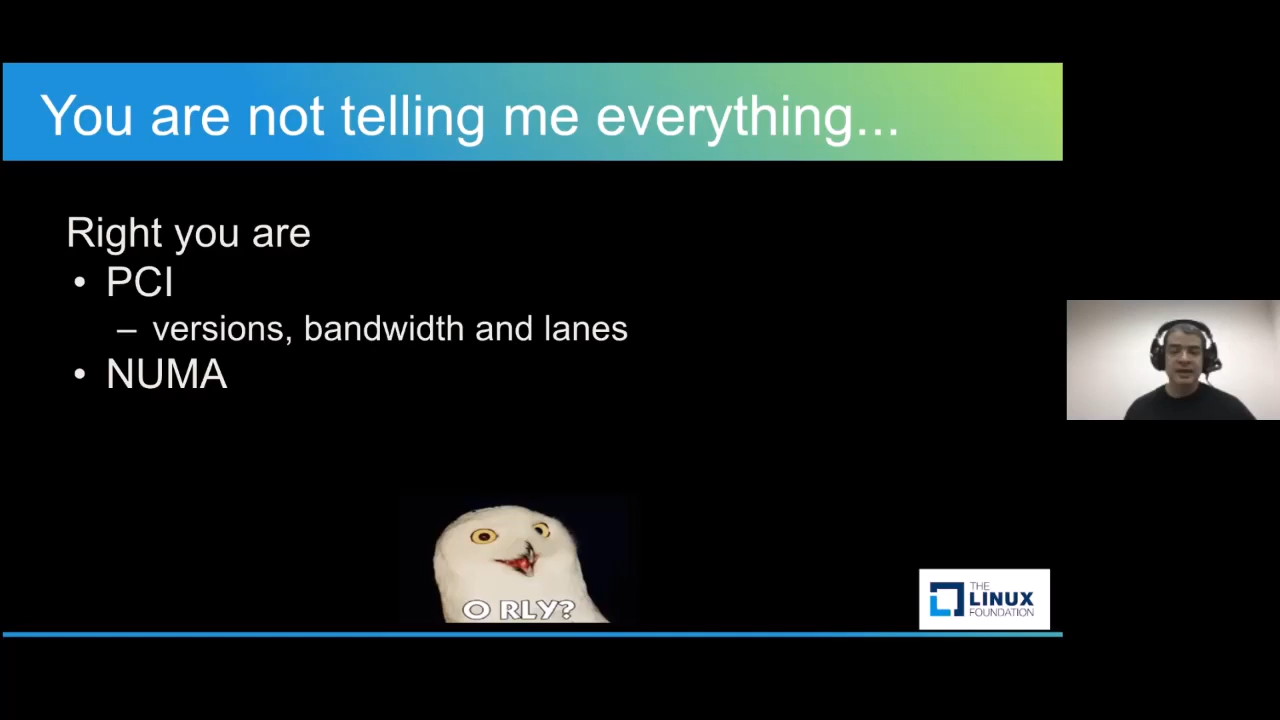 You are not telling me everything...
Right you are
• PCI
– versions, bandwidth and lanes
• NUMA
O RLY?
THE
LINUX
FOUNDATION